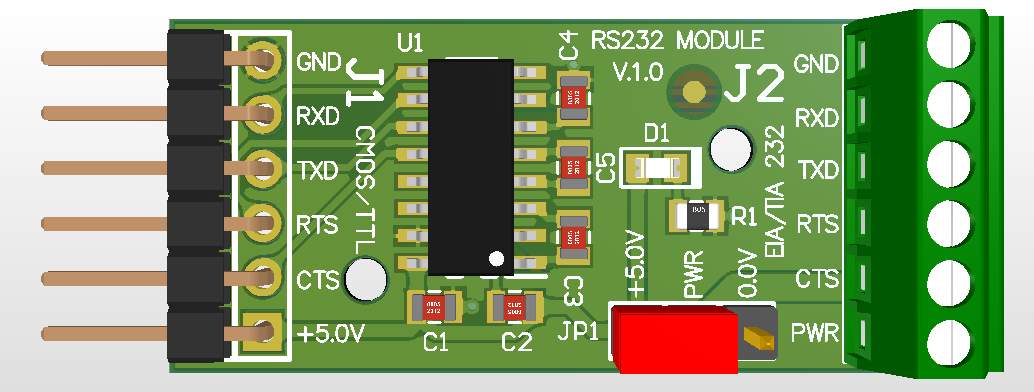 U1
C4
RS232 MODULE
V.1.0
J2
GND
RXD
TXD
RTS
CTS
+5.0V
J1
CMOS/TTL
D1
C5
R1
C3
C1
C2
JP1
+5.0V
PWR
0.0V
EIA/TIA 232
GND
RXD
TXD
RTS
CTS
PWR